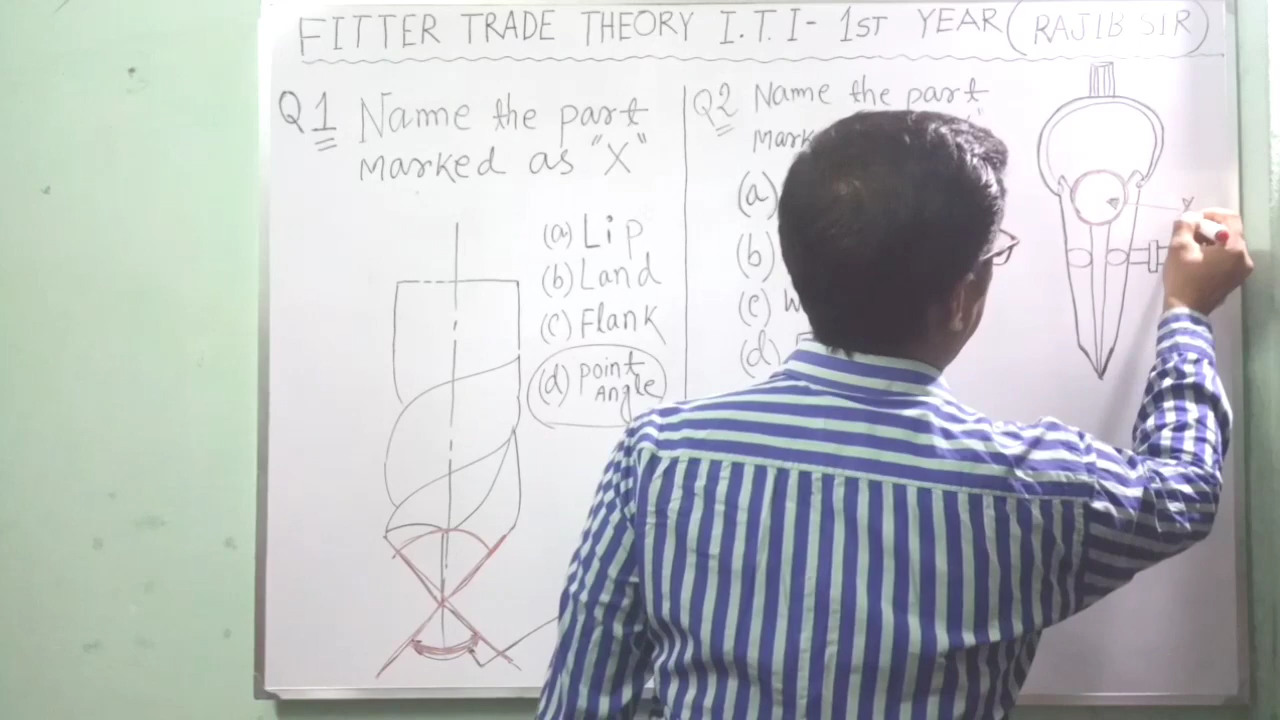 FITTER TRADE THEORY I.T.I- 1ST YEAR (RAJIB SIR)
Q1 Name the part
marked as "X"
(a) Lip
(b) Land
(c) Flank
(d) Point
Angle
Q2 Name the part
mark
(a)
(b)
(c) W
(d)